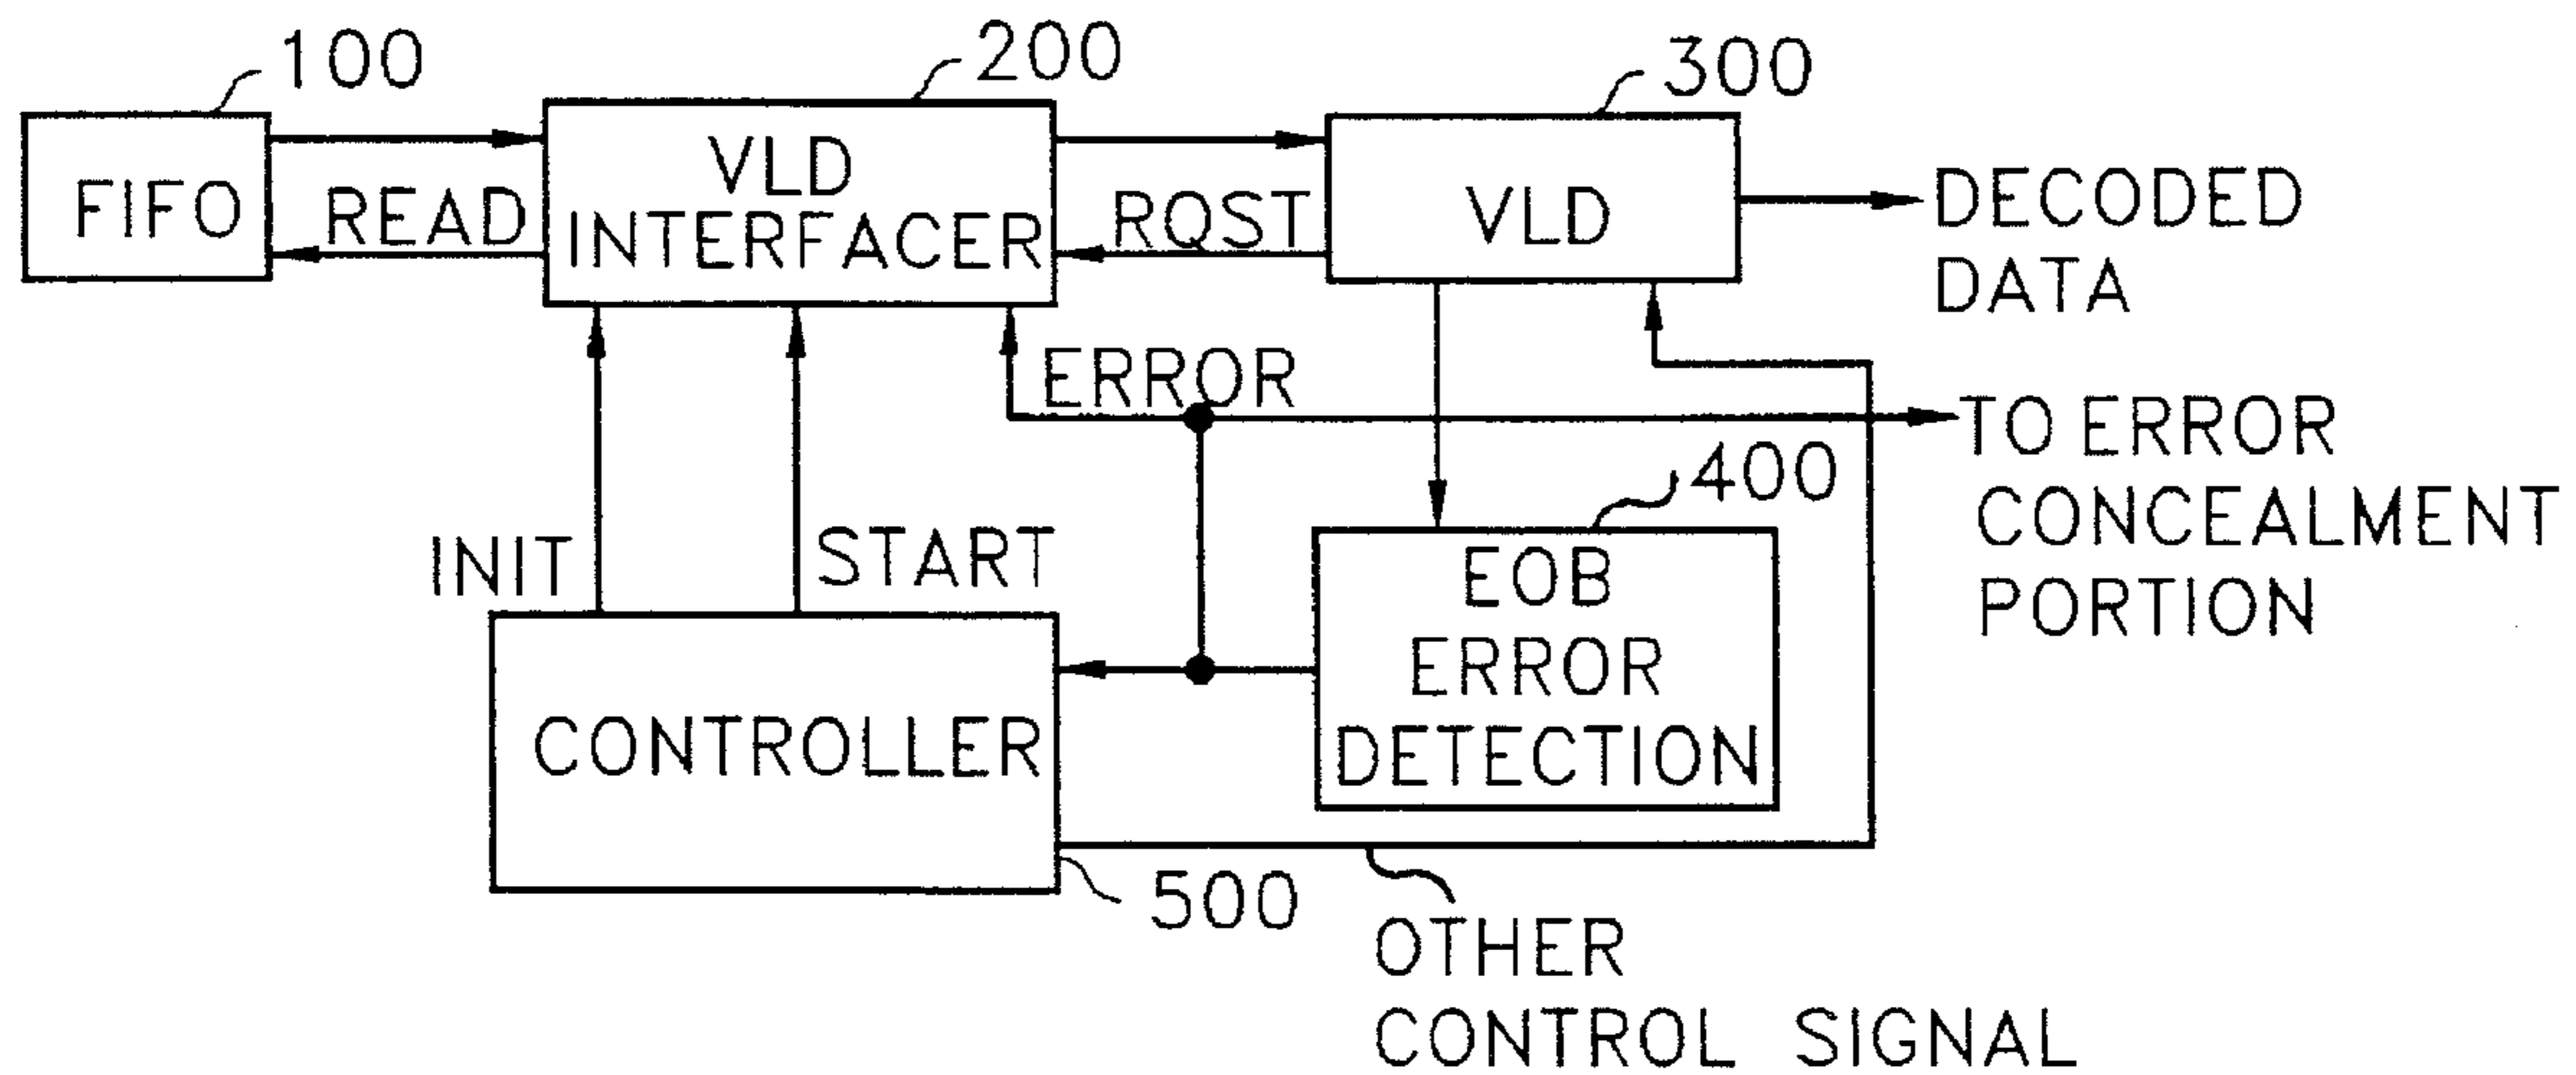 100
200
300
FIFO
READ
VLD
INTERFACER
RQST
VLD
DECODED
DATA
ERROR
TO ERROR
CONCEALMENT
PORTION
400
INIT
START
EOB
ERROR
DETECTION
CONTROLLER
500
OTHER
CONTROL SIGNAL